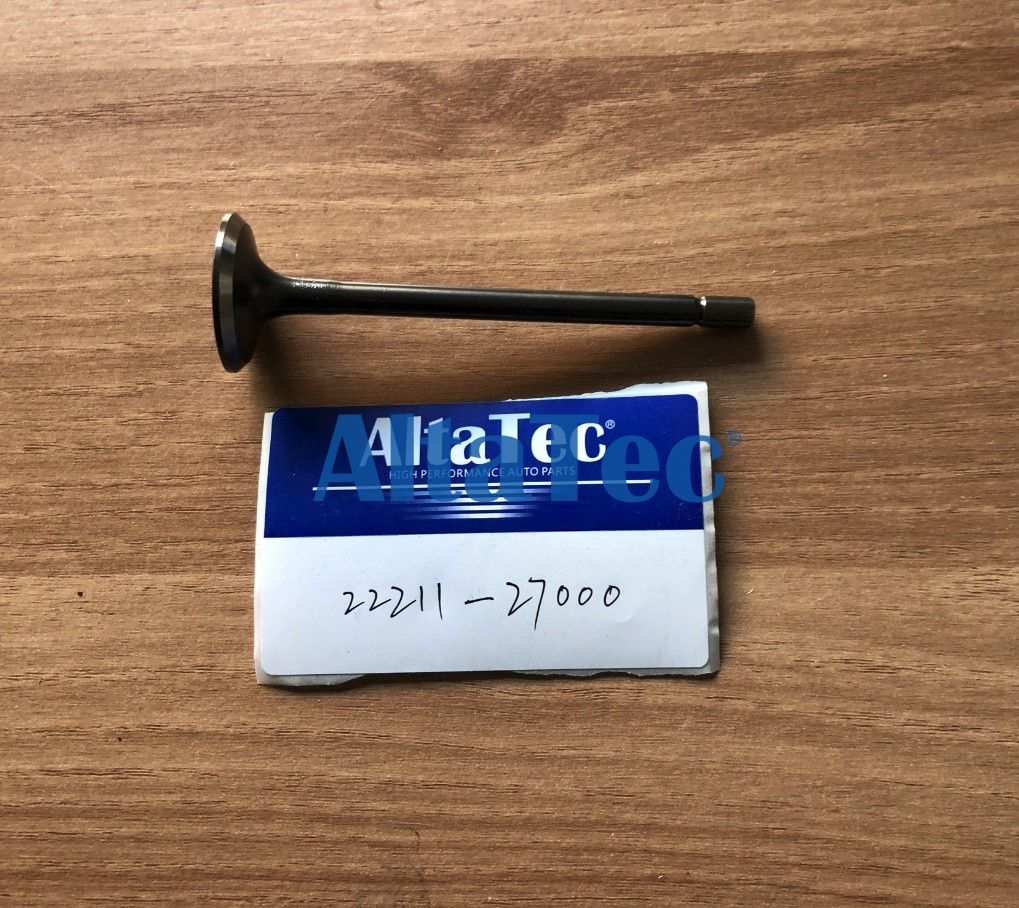 AltaTec®
HIGH PERFORMANCE AUTO PARTS
AltaTec®
22211-27000